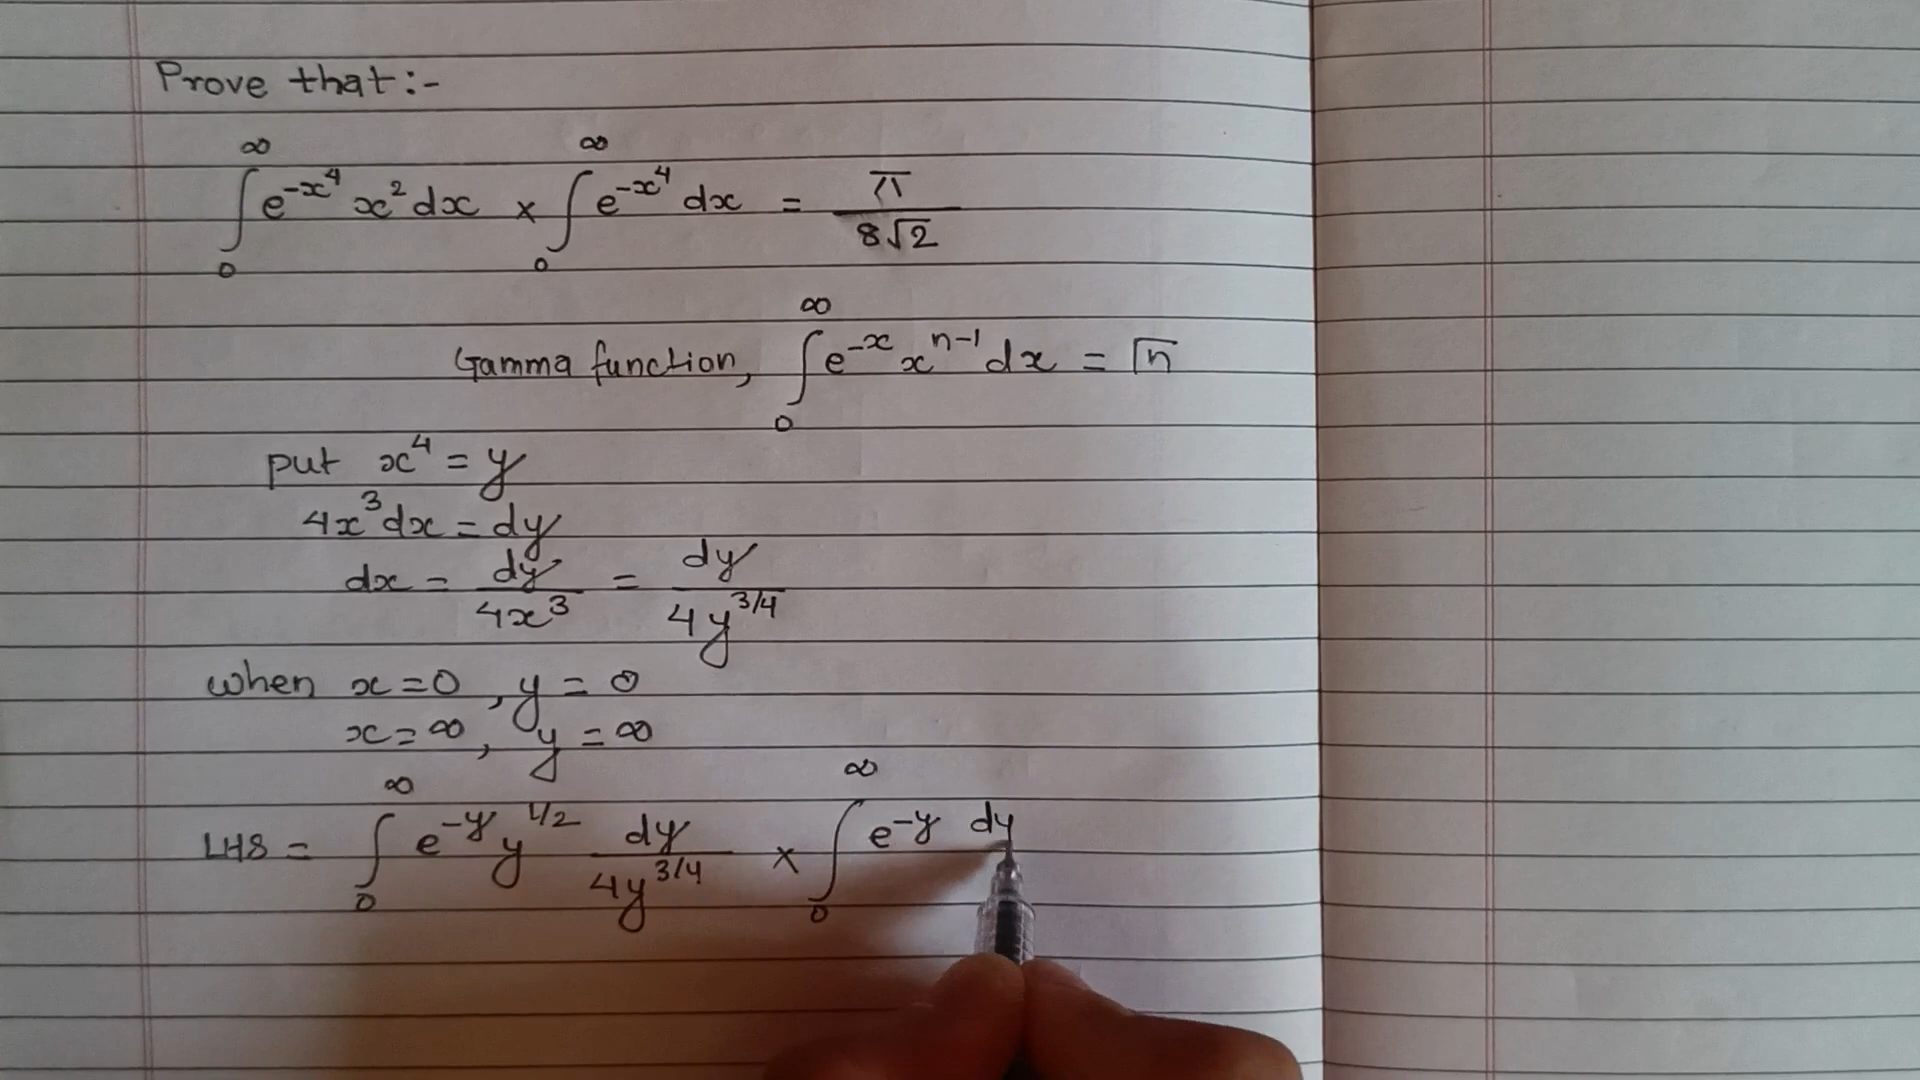 Prove that:-
∫₀^∞ e^{-x⁴} x² dx × ∫₀^∞ e^{-x⁴} dx = π / 8√2
Gamma function, ∫₀^∞ e^{-x} x^{n-1} dx = Γn
put x⁴ = y
4x³ dx = dy
dx = dy / 4x³ = dy / 4y^{3/4}
when x = 0, y = 0
x = ∞, y = ∞
LHS = ∫₀^∞ e^{-y} y^{1/2} dy / 4y^{3/4} × ∫₀^∞ e^{-y} dy